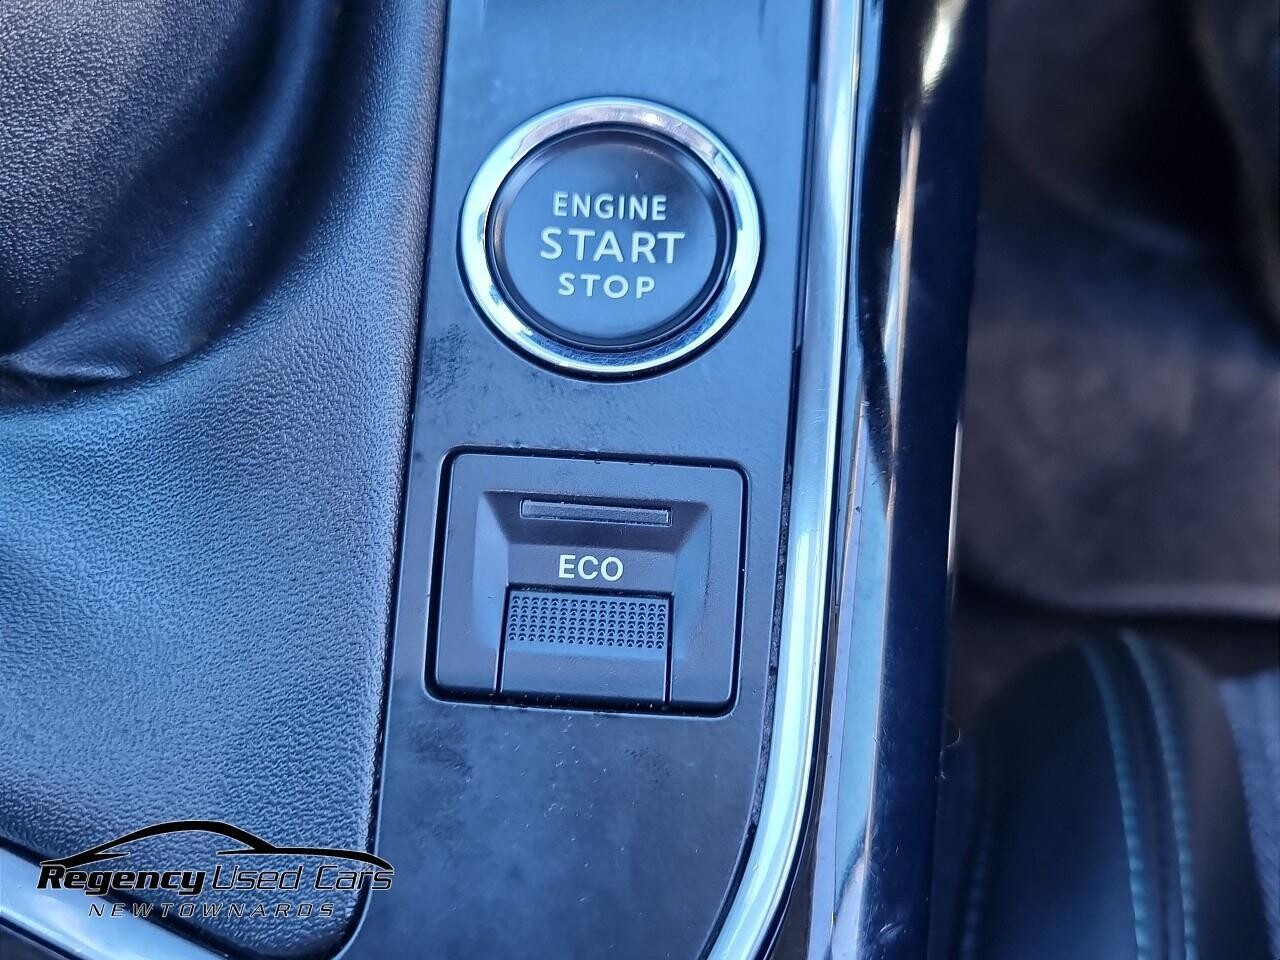 ENGINE
START
STOP
ECO
Regency Used Cars
NEWTOWNARDS